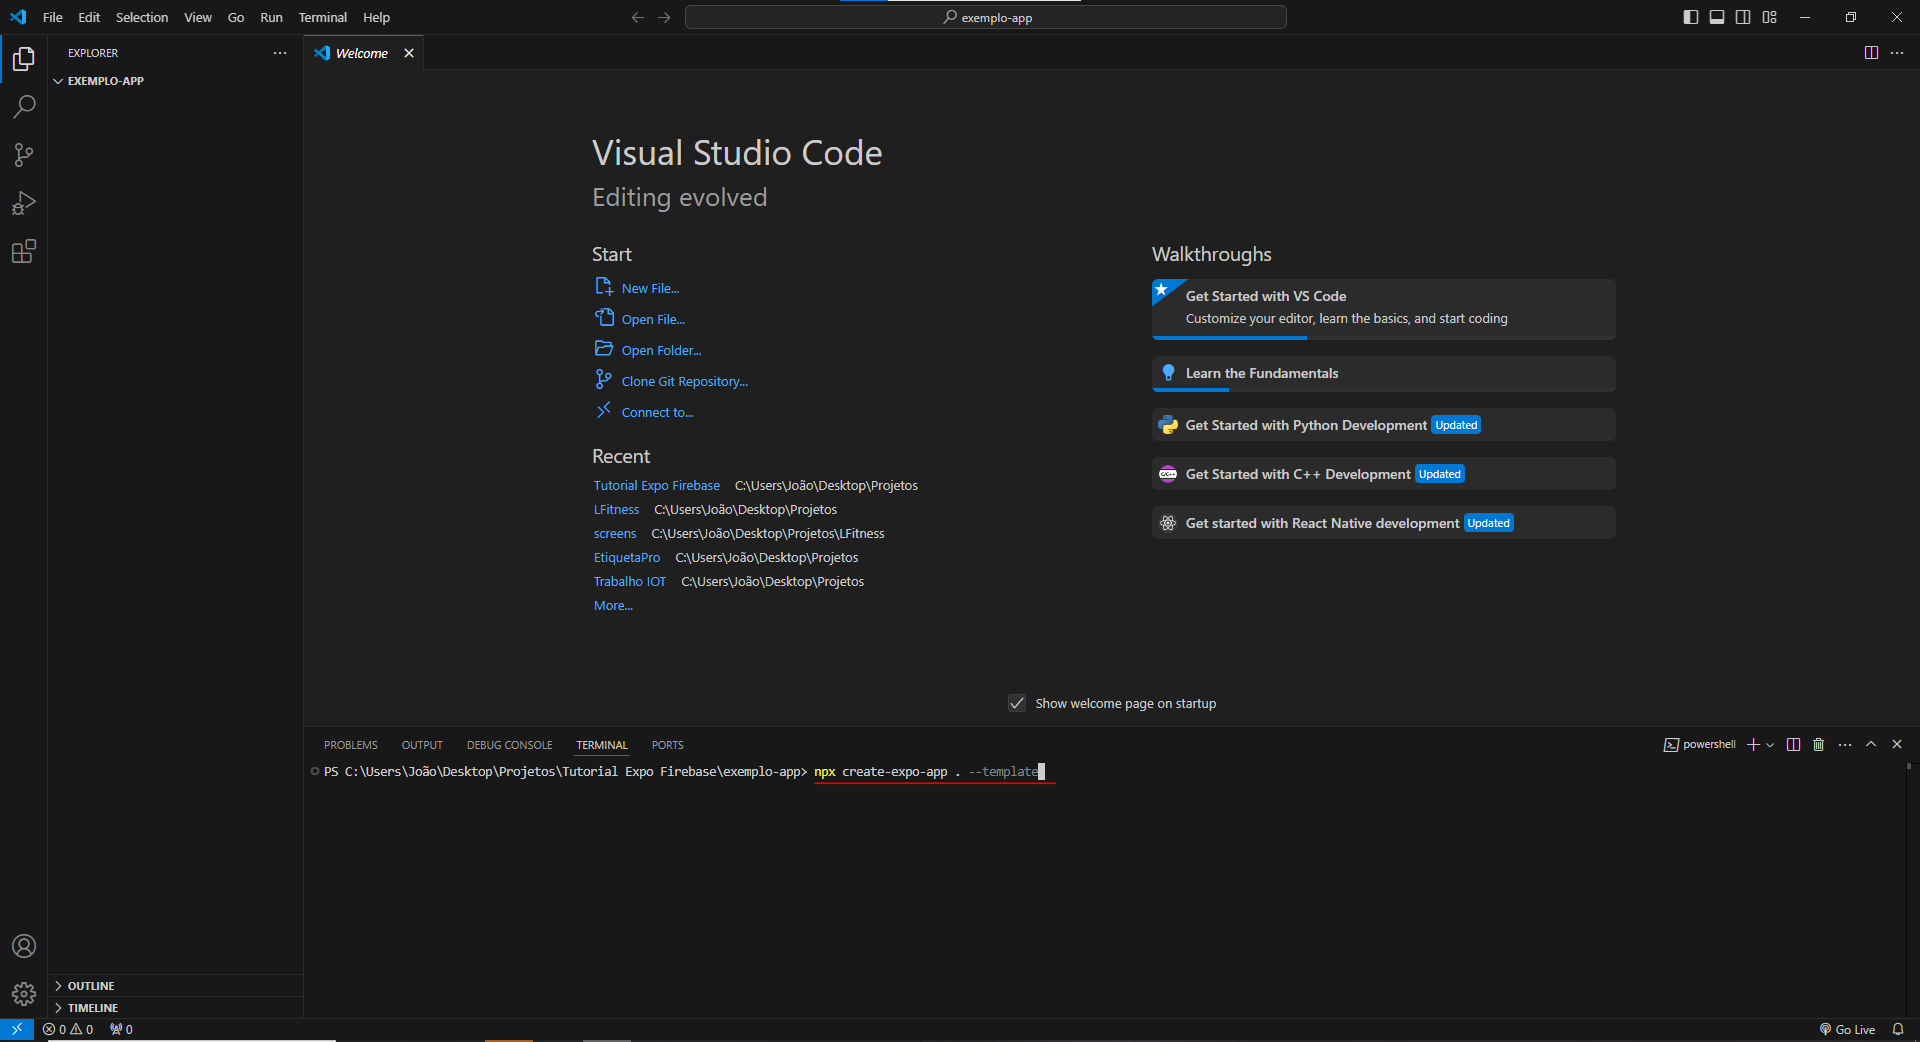 File Edit Selection View Go Run Terminal Help
exemplo-app
EXPLORER
EXEMPLO-APP
Welcome
Visual Studio Code
Editing evolved
Start
New File...
Open File...
Open Folder...
Clone Git Repository...
Connect to...
Recent
Tutorial Expo Firebase C:\Users\João\Desktop\Projetos
LFitness C:\Users\João\Desktop\Projetos
screens C:\Users\João\Desktop\Projetos\LFitness
EtiquetaPro C:\Users\João\Desktop\Projetos
Trabalho IOT C:\Users\João\Desktop\Projetos
More...
Walkthroughs
Get Started with VS Code
Customize your editor, learn the basics, and start coding
Learn the Fundamentals
Get Started with Python Development Updated
C/C++ Get Started with C++ Development Updated
Get started with React Native development Updated
Show welcome page on startup
PROBLEMS OUTPUT DEBUG CONSOLE TERMINAL PORTS
powershell
PS C:\Users\João\Desktop\Projetos\Tutorial Expo Firebase\exemplo-app> npx create-expo-app . --template
OUTLINE
TIMELINE
0 0 0
Go Live